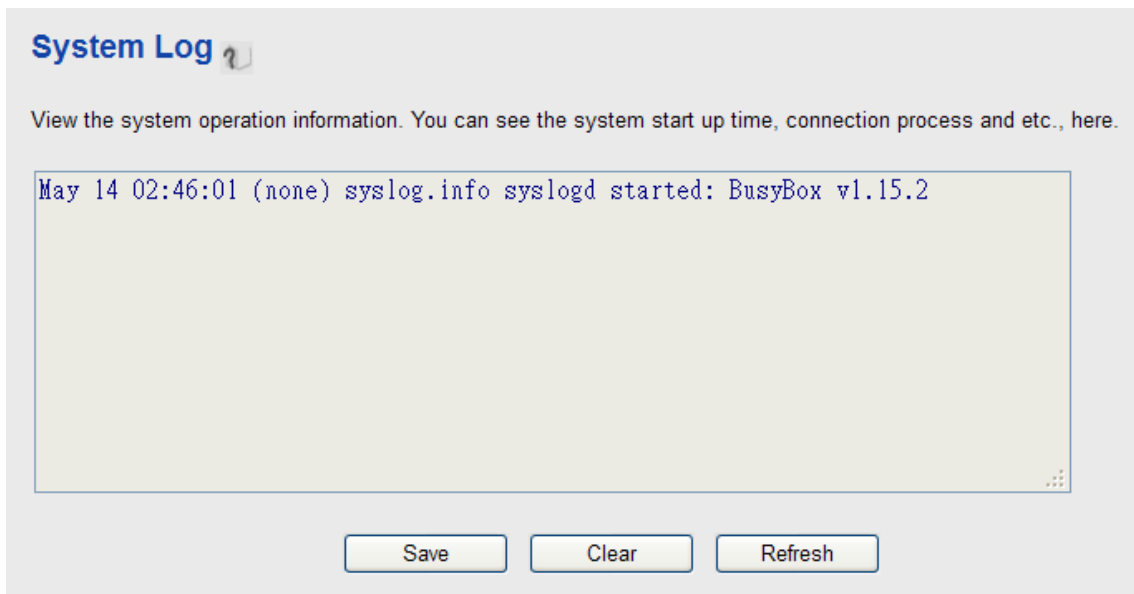 System Log
View the system operation information. You can see the system start up time, connection process and etc., here.
May 14 02:46:01 (none) syslog.info syslogd started: BusyBox v1.15.2
Save Clear Refresh